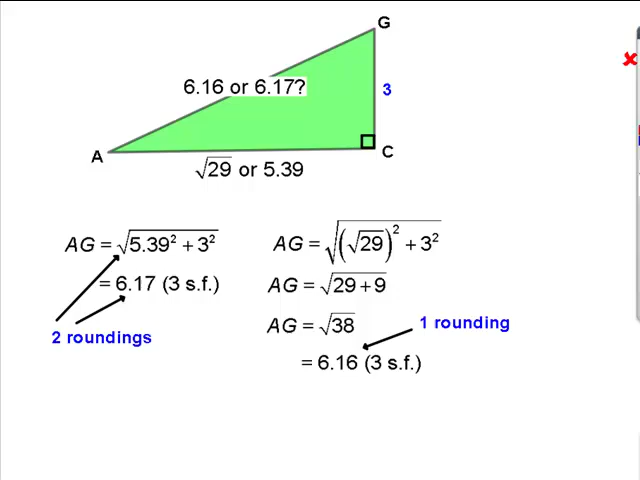 G
6.16 or 6.17?
3
A
C
√29 or 5.39
AG = √5.39² + 3²
= 6.17 (3 s.f.)
2 roundings
AG = √(√29)² + 3²
AG = √29 + 9
AG = √38
1 rounding
= 6.16 (3 s.f.)